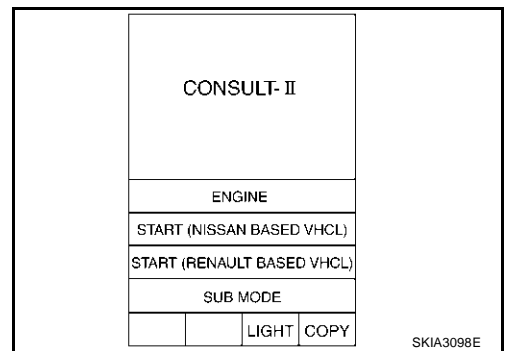 CONSULT- II
ENGINE
START (NISSAN BASED VHCL)
START (RENAULT BASED VHCL)
SUB MODE
LIGHT COPY
SKIA3098E